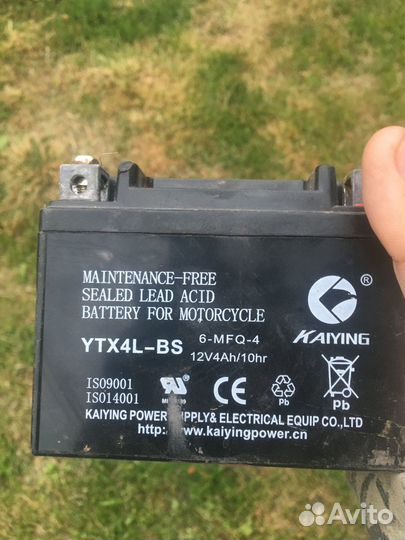 MAINTENANCE-FREE
SEALED LEAD ACID
BATTERY FOR MOTORCYCLE
YTX4L-BS
6-MFQ-4
12V4Ah/10hr
®
KAIYING
ISO9001
ISO14001
CE
Pb
Pb
KAIYING POWER SUPPLY& ELECTRICAL EQUIP CO.,LTD
http://www.kaiyingpower.cn
Avito